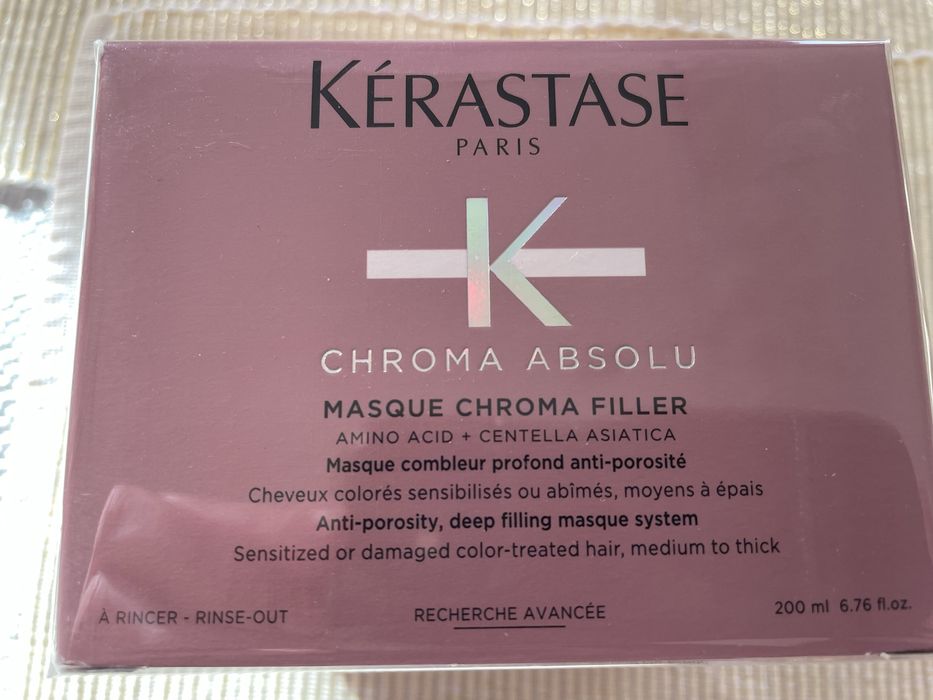 KÉRASTASE
PARIS
K
CHROMA ABSOLU
MASQUE CHROMA FILLER
AMINO ACID + CENTELLA ASIATICA
Masque combleur profond anti-porosité
Cheveux colorés sensibilisés ou abîmés, moyens à épais
Anti-porosity, deep filling masque system
Sensitized or damaged color-treated hair, medium to thick
À RINCER - RINSE-OUT
RECHERCHE AVANCÉE
200 ml 6.76 fl.oz.